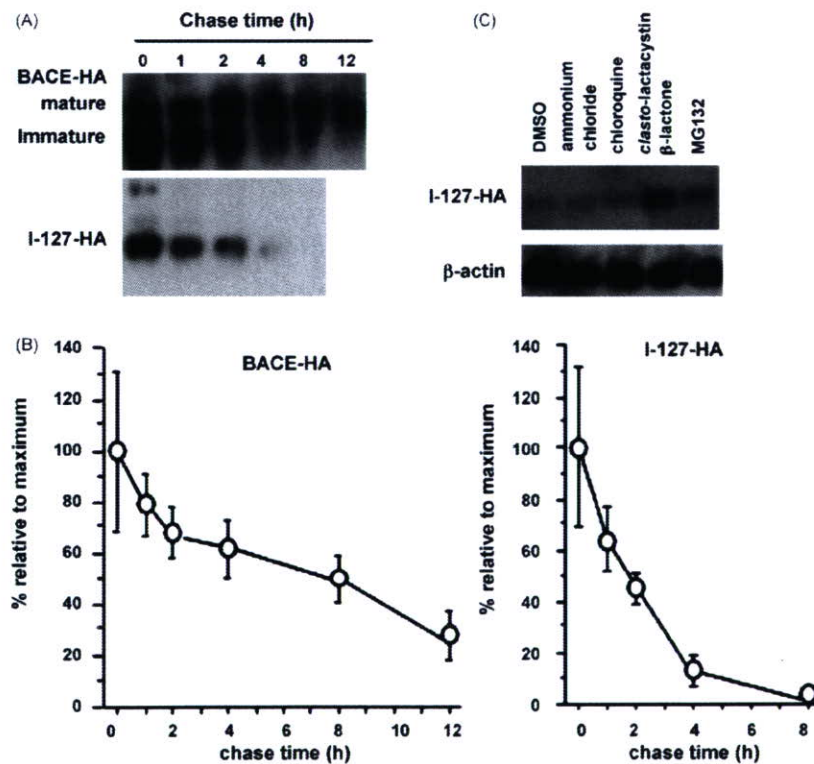 (A)
Chase time (h)
0 1 2 4 8 12
BACE-HA
mature
Immature
I-127-HA
(C)
DMSO
ammonium
chloride
chloroquine
clasto-lactacystin
β-lactone
MG132
I-127-HA
β-actin
(B)
BACE-HA
% relative to maximum
140
120
100
80
60
40
20
0
0 2 4 6 8 10 12
chase time (h)
I-127-HA
% relative to maximum
140
120
100
80
60
40
20
0
0 2 4 6 8
chase time (h)